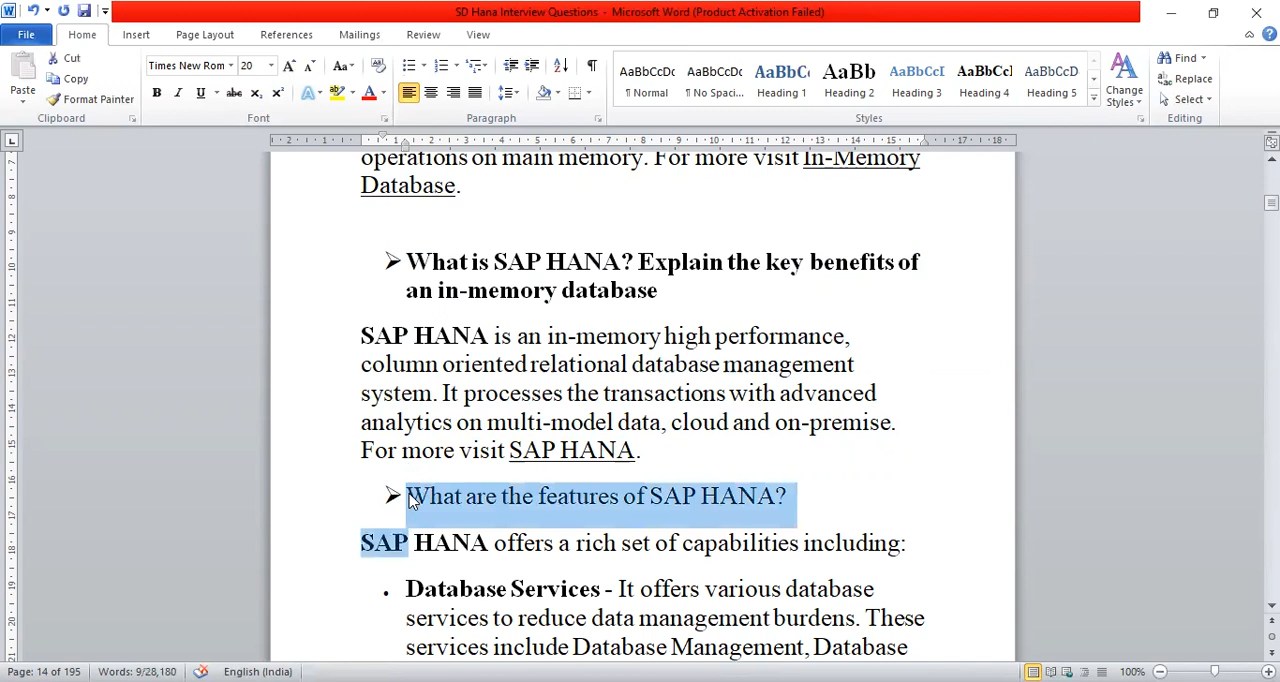 SD Hana Interview Questions - Microsoft Word (Product Activation Failed)
File Home Insert Page Layout References Mailings Review View
Paste
Cut
Copy
Format Painter
Clipboard
Times New Rom 20
Font
Paragraph
AaBbCcDc AaBbCcDc AaBbC AaBb AaBbCcI AaBbCcI AaBbCcD
¶ Normal ¶ No Spaci... Heading 1 Heading 2 Heading 3 Heading 4 Heading 5
Styles
Change Styles
Find
Replace
Select
Editing
operations on main memory. For more visit In-Memory
Database.
What is SAP HANA? Explain the key benefits of
an in-memory database
SAP HANA is an in-memory high performance,
column oriented relational database management
system. It processes the transactions with advanced
analytics on multi-model data, cloud and on-premise.
For more visit SAP HANA.
What are the features of SAP HANA?
SAP HANA offers a rich set of capabilities including:
Database Services - It offers various database
services to reduce data management burdens. These
services include Database Management, Database
Page: 14 of 195 Words: 9/28,180 English (India) 100%